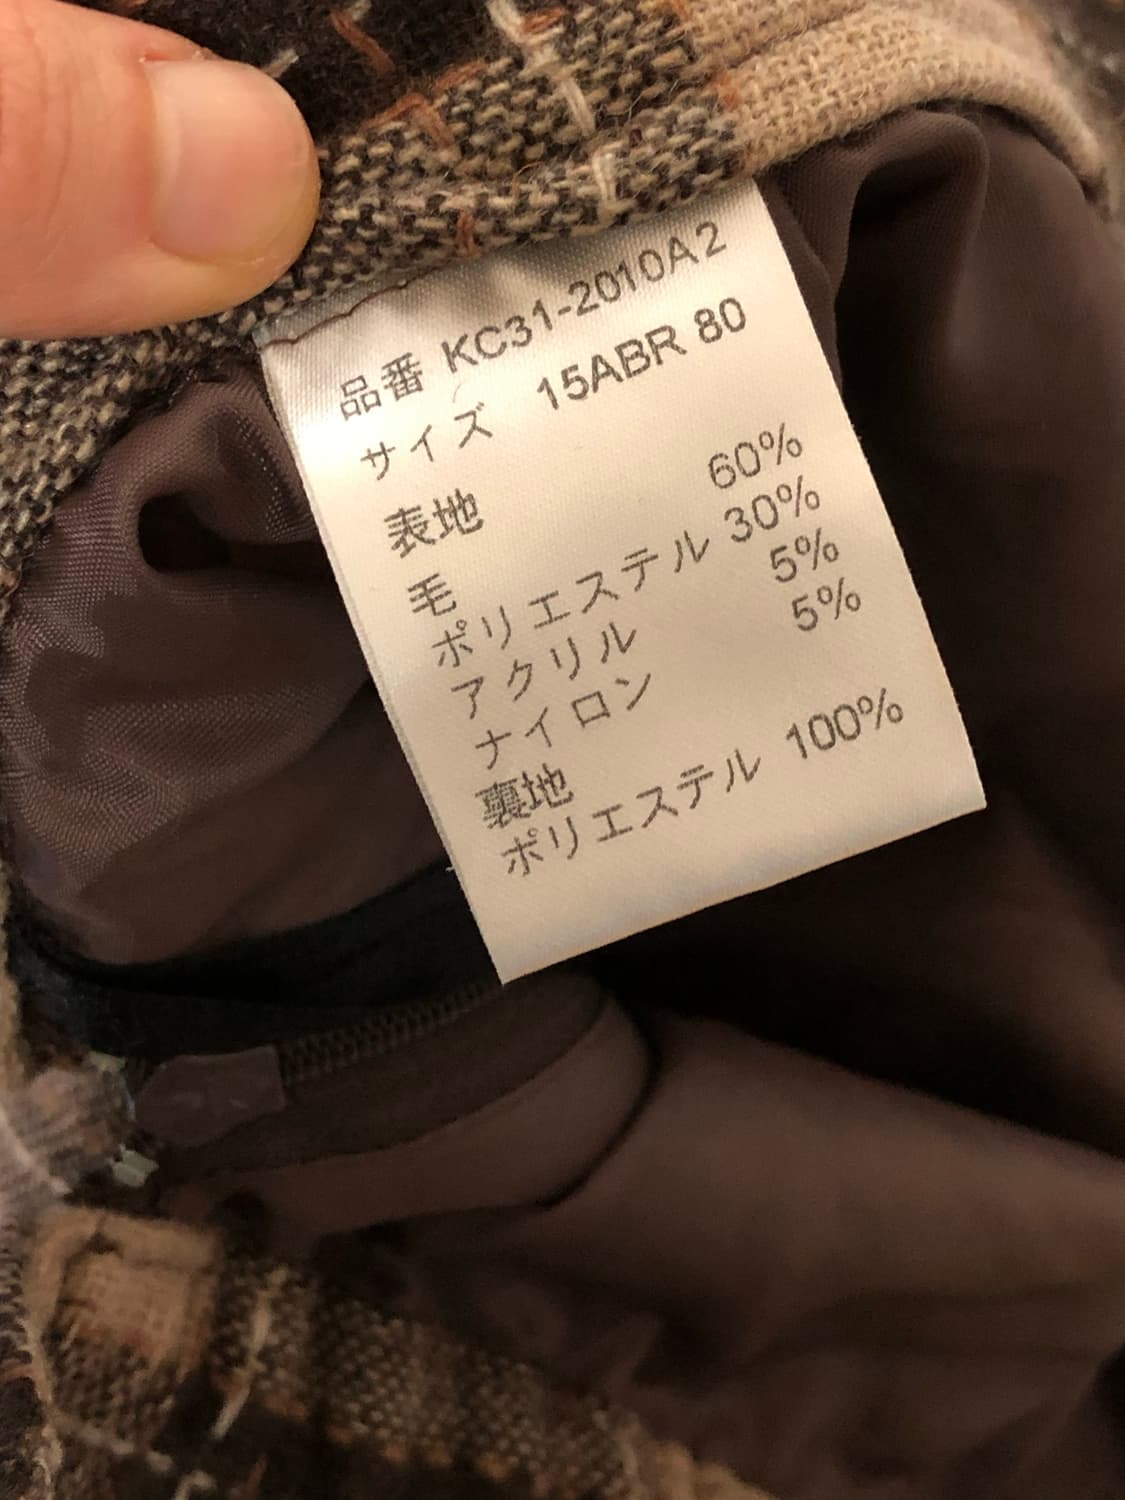 品番 KC31-2010A2
サイズ 15ABR 80
表地
毛 60%
ポリエステル 30%
アクリル 5%
ナイロン 5%
裏地
ポリエステル 100%